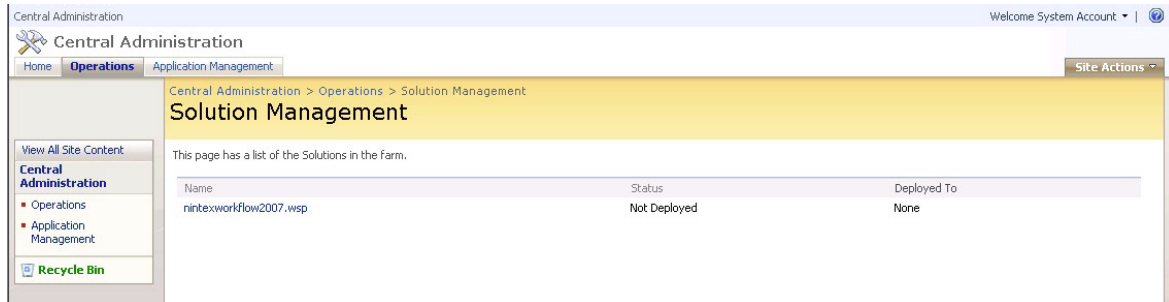 Central Administration
Welcome System Account
Central Administration
Home Operations Application Management
Site Actions
Central Administration > Operations > Solution Management
Solution Management
View All Site Content
Central
Administration
Operations
Application
Management
Recycle Bin
This page has a list of the Solutions in the farm.
Name Status Deployed To
nintexworkflow2007.wsp Not Deployed None